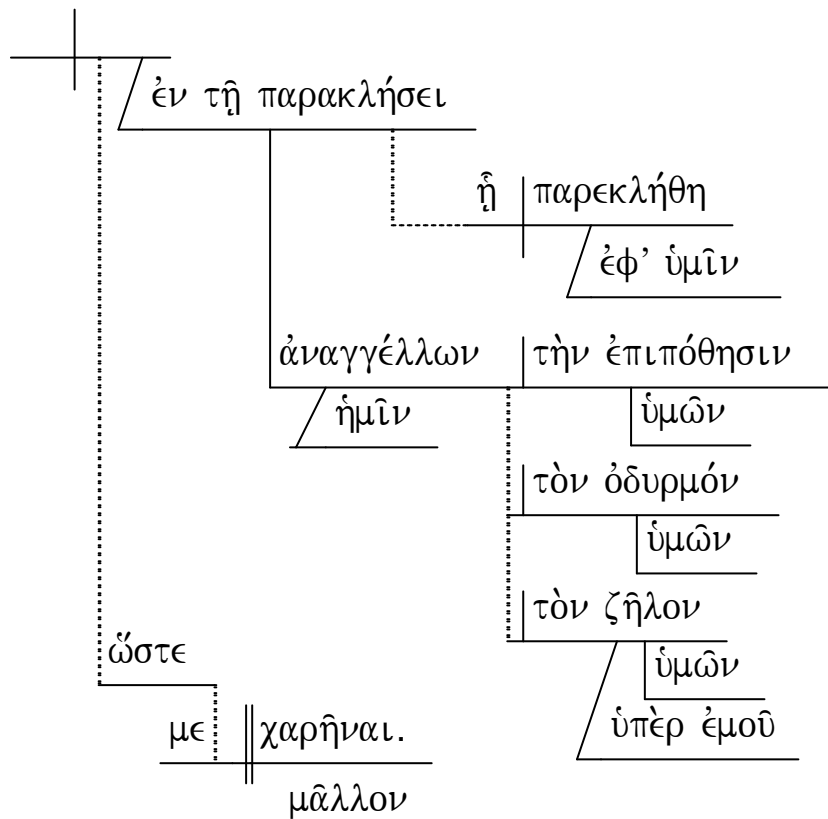 ἐν τῇ παρακλήσει
ᾗ παρεκλήθη
ἐφ’ ὑμῖν
ἀναγγέλλων τὴν ἐπιπόθησιν
ἡμῖν ὑμῶν
τὸν ὀδυρμόν
ὑμῶν
τὸν ζῆλον
ὥστε ὑμῶν
με χαρῆναι. ὑπὲρ ἐμοῦ
μᾶλλον